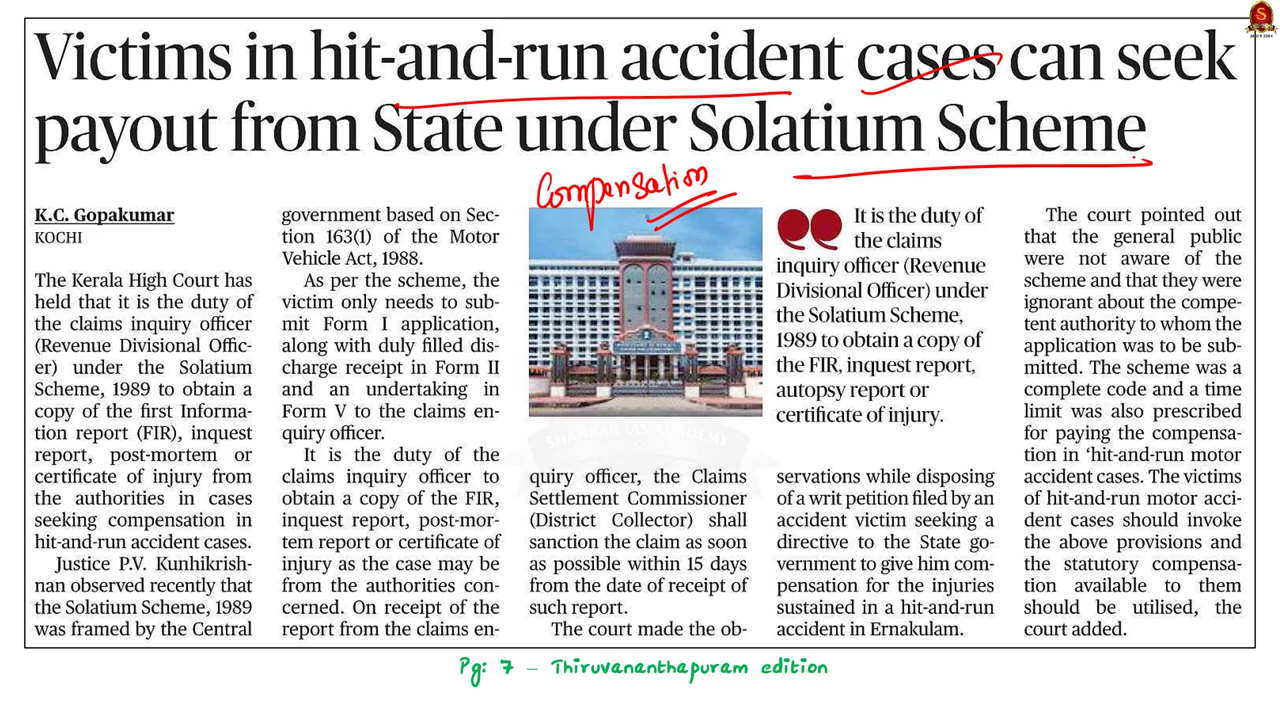 Victims in hit-and-run accident cases can seek
payout from State under Solatium Scheme
Compensation
K.C. Gopakumar
KOCHI
The Kerala High Court has
held that it is the duty of
the claims inquiry officer
(Revenue Divisional Offic-
er) under the Solatium
Scheme, 1989 to obtain a
copy of the first Informa-
tion report (FIR), inquest
report, post-mortem or
certificate of injury from
the authorities in cases
seeking compensation in
hit-and-run accident cases.
Justice P.V. Kunhikrish-
nan observed recently that
the Solatium Scheme, 1989
was framed by the Central
government based on Sec-
tion 163(1) of the Motor
Vehicle Act, 1988.
As per the scheme, the
victim only needs to sub-
mit Form I application,
along with duly filled dis-
charge receipt in Form II
and an undertaking in
Form V to the claims en-
quiry officer.
It is the duty of the
claims inquiry officer to
obtain a copy of the FIR,
inquest report, post-mor-
tem report or certificate of
injury as the case may be
from the authorities con-
cerned. On receipt of the
report from the claims en-
SHANKAR IAS ACADEMY
quiry officer, the Claims
Settlement Commissioner
(District Collector) shall
sanction the claim as soon
as possible within 15 days
from the date of receipt of
such report.
The court made the ob-
It is the duty of
the claims
inquiry officer (Revenue
Divisional Officer) under
the Solatium Scheme,
1989 to obtain a copy of
the FIR, inquest report,
autopsy report or
certificate of injury.
servations while disposing
of a writ petition filed by an
accident victim seeking a
directive to the State go-
vernment to give him com-
pensation for the injuries
sustained in a hit-and-run
accident in Ernakulam.
The court pointed out
that the general public
were not aware of the
scheme and that they were
ignorant about the compe-
tent authority to whom the
application was to be sub-
mitted. The scheme was a
complete code and a time
limit was also prescribed
for paying the compensa-
tion in ‘hit-and-run motor
accident cases. The victims
of hit-and-run motor acci-
dent cases should invoke
the above provisions and
the statutory compensa-
tion available to them
should be utilised, the
court added.
Pg: 7 – Thiruvananthapuram edition